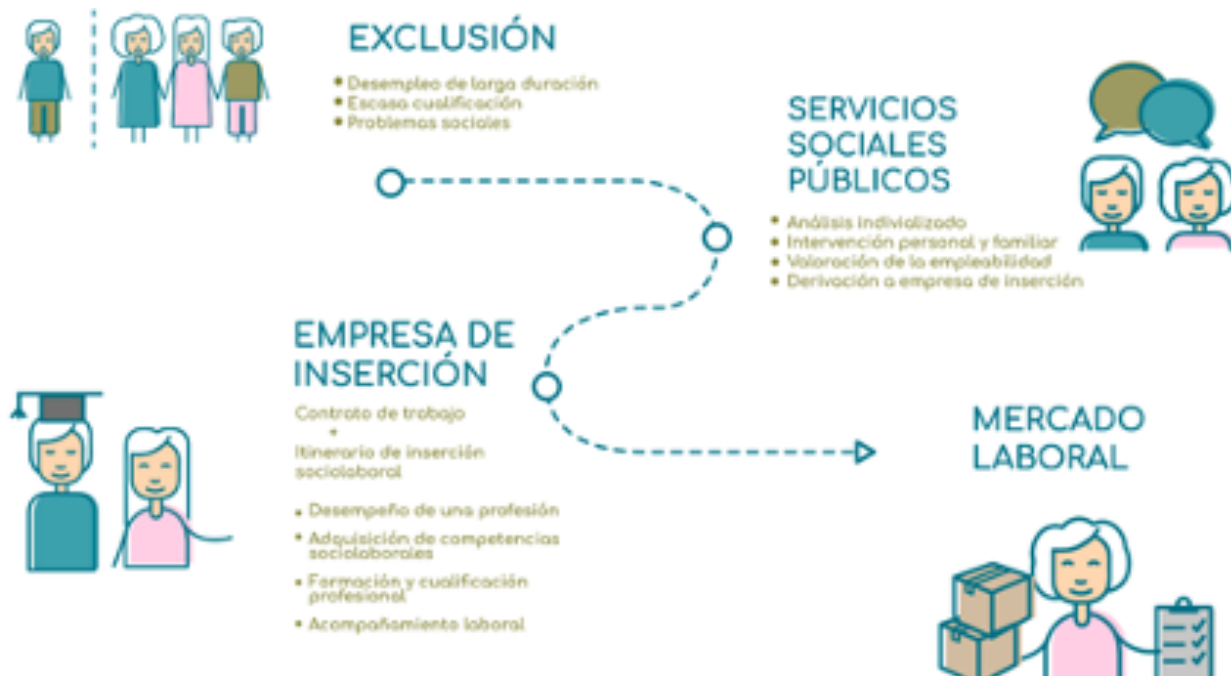 EXCLUSIÓN
• Desempleo de larga duración
• Escasa cualificación
• Problemas sociales
SERVICIOS
SOCIALES
PÚBLICOS
• Análisis indivializado
• Intervención personal y familiar
• Valoración de la empleabilidad
• Derivación a empresa de inserción
EMPRESA DE
INSERCIÓN
Contrato de trabajo
+
Itinerario de inserción
sociolaboral
• Desempeño de una profesión
• Adquisición de competencias
sociolaborales
• Formación y cualificación
profesional
• Acompañamiento laboral
MERCADO
LABORAL